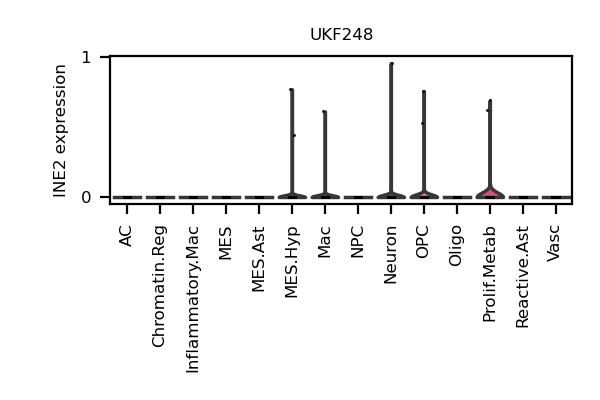 UKF248
INE2 expression
1
0
AC
Chromatin.Reg
Inflammatory.Mac
MES
MES.Ast
MES.Hyp
Mac
NPC
Neuron
OPC
Oligo
Prolif.Metab
Reactive.Ast
Vasc